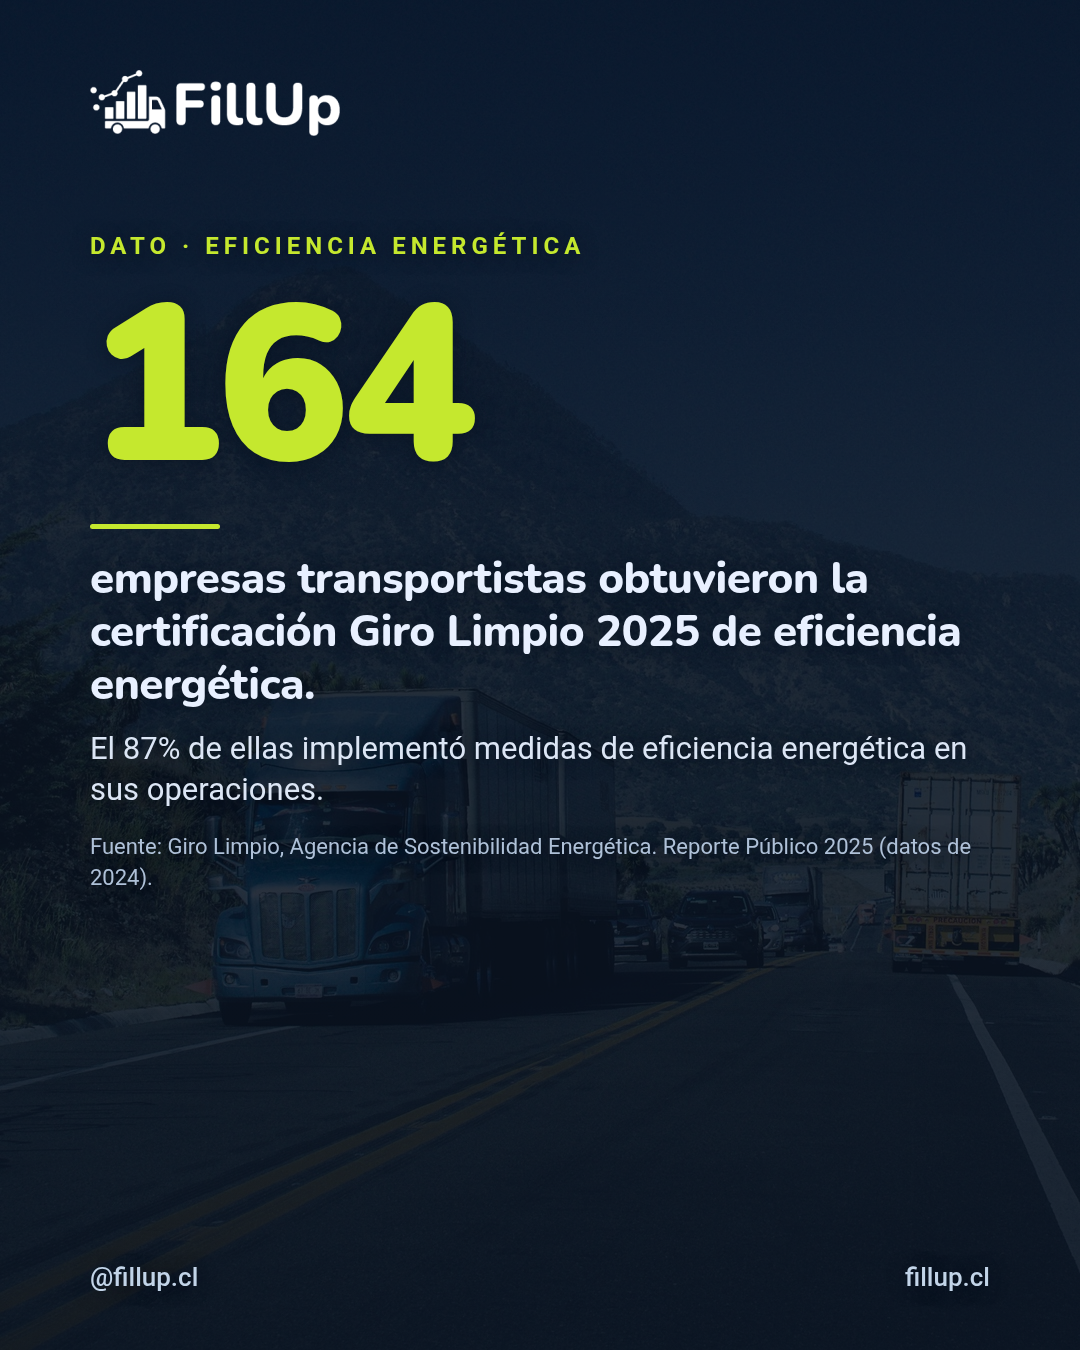 FillUp
DATO · EFICIENCIA ENERGÉTICA
164
empresas transportistas obtuvieron la
certificación Giro Limpio 2025 de eficiencia
energética.
El 87% de ellas implementó medidas de eficiencia energética en
sus operaciones.
Fuente: Giro Limpio, Agencia de Sostenibilidad Energética. Reporte Público 2025 (datos de
2024).
@fillup.cl
fillup.cl